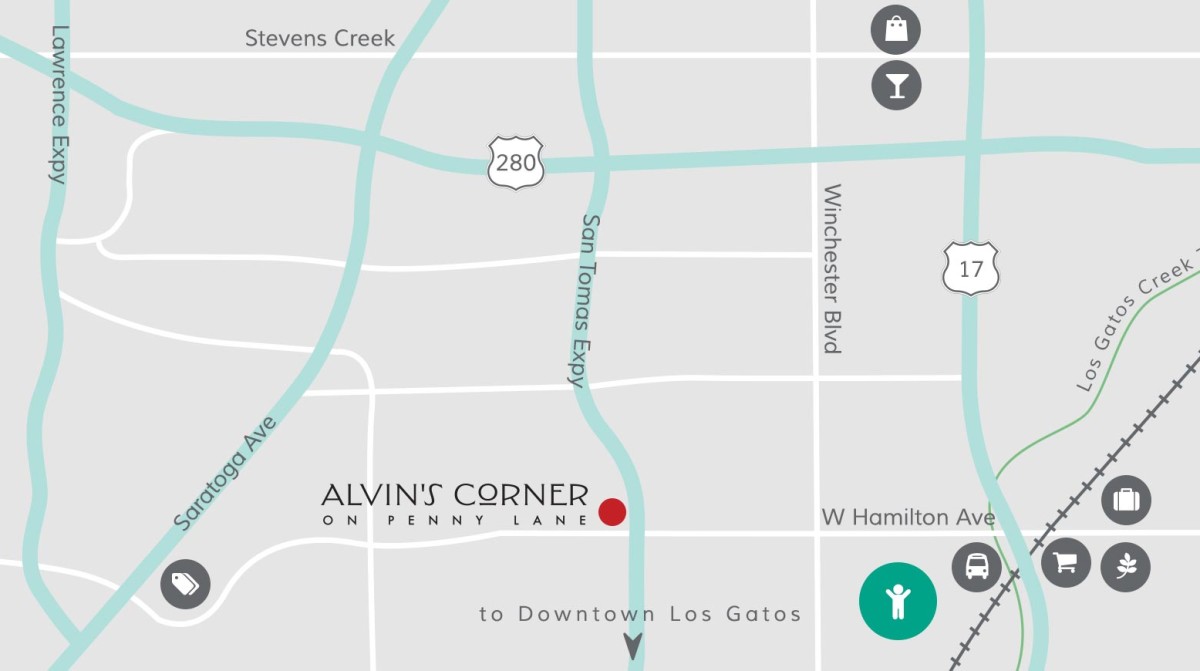 Stevens Creek
Lawrence Expy
280
San Tomas Expy
Winchester Blvd
17
Los Gatos Creek
Saratoga Ave
ALVIN'S CORNER
ON PENNY LANE
W Hamilton Ave
to Downtown Los Gatos